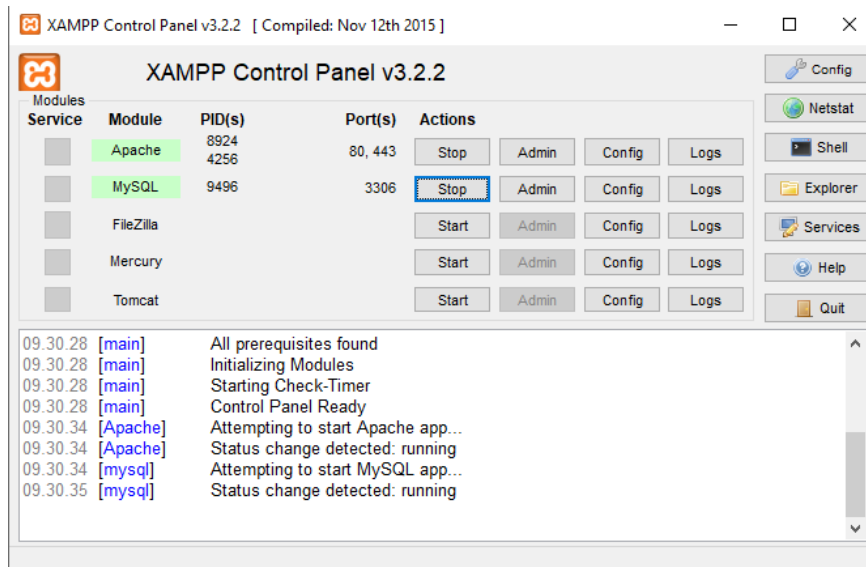 XAMPP Control Panel v3.2.2 [ Compiled: Nov 12th 2015 ]
XAMPP Control Panel v3.2.2
Config
Modules
Service Module PID(s) Port(s) Actions
Netstat
Apache 8924 4256 80, 443 Stop Admin Config Logs
Shell
MySQL 9496 3306 Stop Admin Config Logs
Explorer
FileZilla Start Admin Config Logs
Services
Mercury Start Admin Config Logs
Help
Tomcat Start Admin Config Logs
Quit
09.30.28 [main] All prerequisites found
09.30.28 [main] Initializing Modules
09.30.28 [main] Starting Check-Timer
09.30.28 [main] Control Panel Ready
09.30.34 [Apache] Attempting to start Apache app...
09.30.34 [Apache] Status change detected: running
09.30.34 [mysql] Attempting to start MySQL app...
09.30.35 [mysql] Status change detected: running